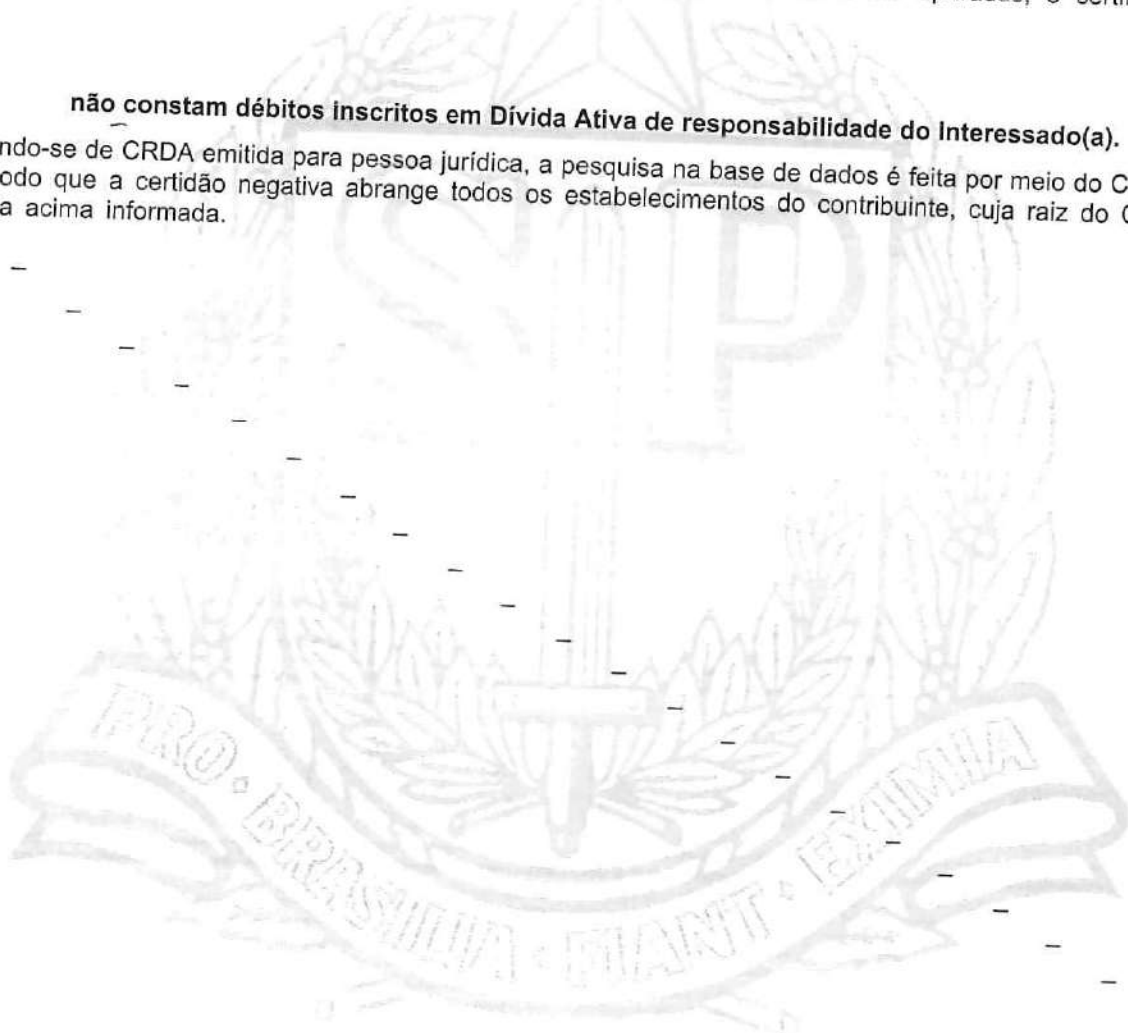 não constam débitos inscritos em Dívida Ativa de responsabilidade do Interessado(a).
ndo-se de CRDA emitida para pessoa jurídica, a pesquisa na base de dados é feita por meio do C
odo que a certidão negativa abrange todos os estabelecimentos do contribuinte, cuja raiz do
a acima informada.
SP
PRO · BRASILIA · FIANT · EXIMIA